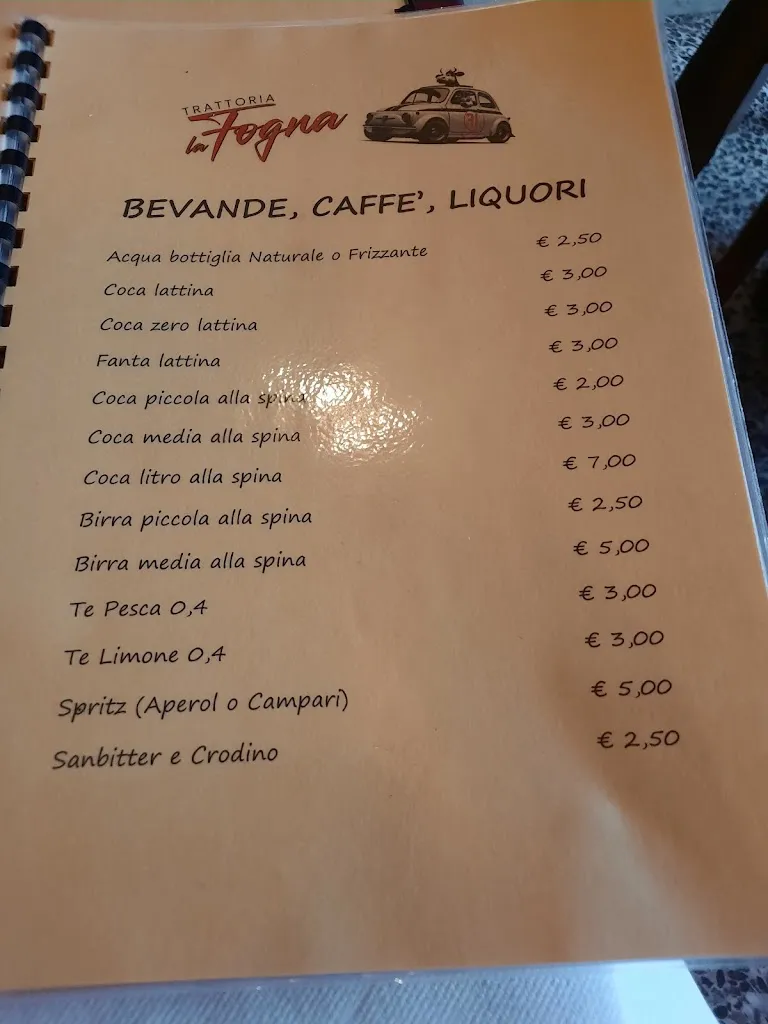 TRATTORIA
la Fogna
BEVANDE, CAFFE', LIQUORI
Acqua bottiglia Naturale o Frizzante € 2,50
Coca lattina € 3,00
Coca zero lattina € 3,00
Fanta lattina € 3,00
Coca piccola alla spina € 2,00
Coca media alla spina € 3,00
Coca litro alla spina € 7,00
Birra piccola alla spina € 2,50
Birra media alla spina € 5,00
Te Pesca 0,4 € 3,00
Te Limone 0,4 € 3,00
Spritz (Aperol o Campari) € 5,00
Sanbitter e Crodino € 2,50